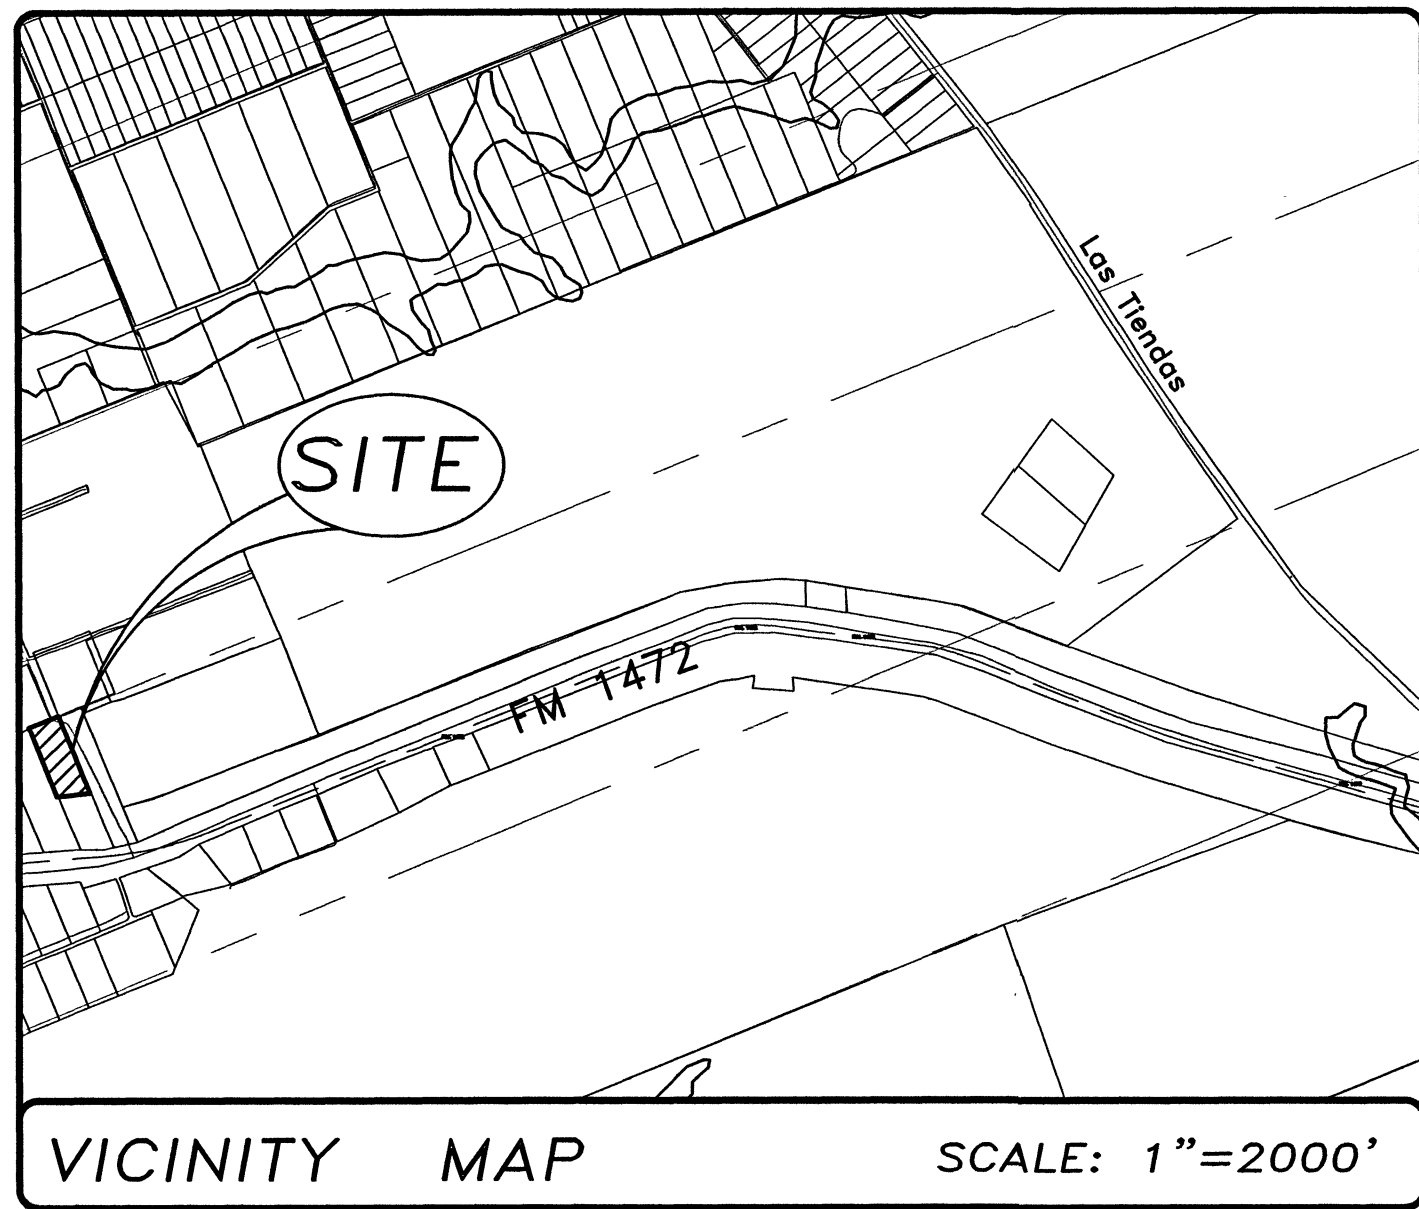 Las Tiendas
SITE
FM 1472
VICINITY MAP
SCALE: 1"=2000'